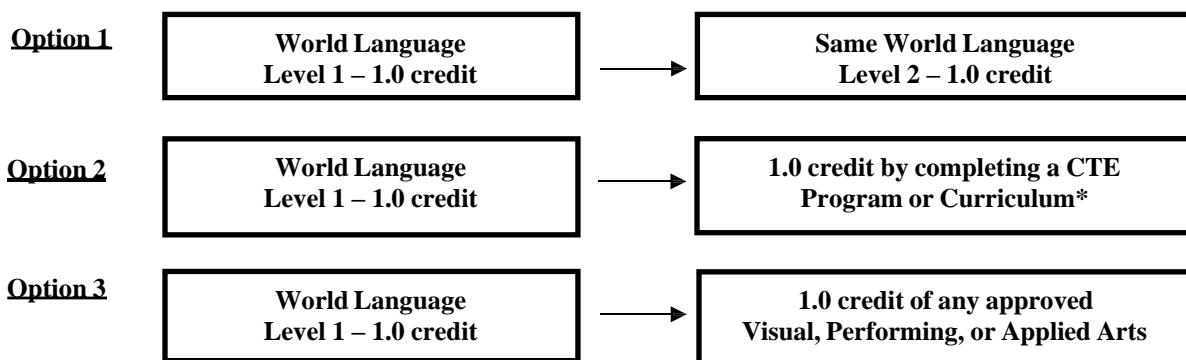 Option 1
World Language
Level 1 – 1.0 credit
Same World Language
Level 2 – 1.0 credit
Option 2
World Language
Level 1 – 1.0 credit
1.0 credit by completing a CTE
Program or Curriculum*
Option 3
World Language
Level 1 – 1.0 credit
1.0 credit of any approved
Visual, Performing, or Applied Arts